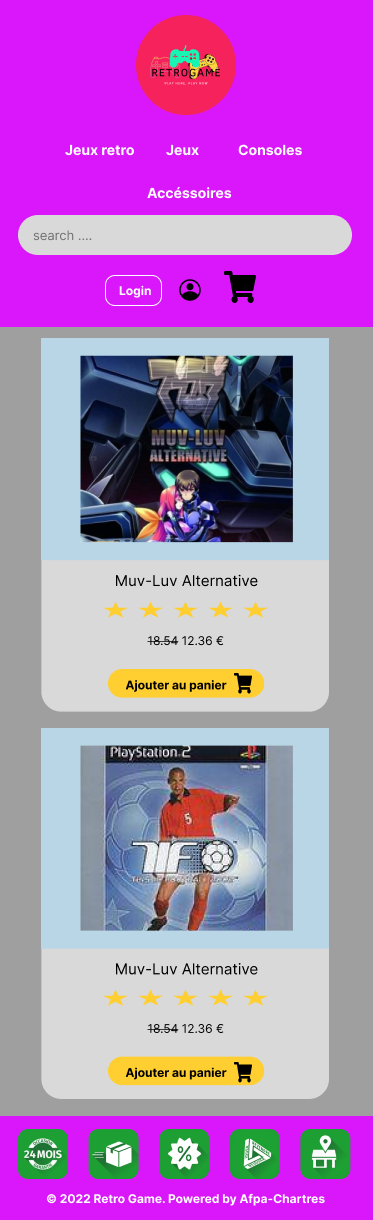 RETROGAME
PLAY HARD, PLAY NOW
Jeux retro Jeux Consoles
Accéssoires
search ....
Login
MUV-LUV
ALTERNATIVE
Muv-Luv Alternative
18.54 12.36 €
Ajouter au panier
PlayStation 2
5
TIFO
Muv-Luv Alternative
18.54 12.36 €
Ajouter au panier
24 MOIS
GARANTIE
%
© 2022 Retro Game. Powered by Afpa-Chartres